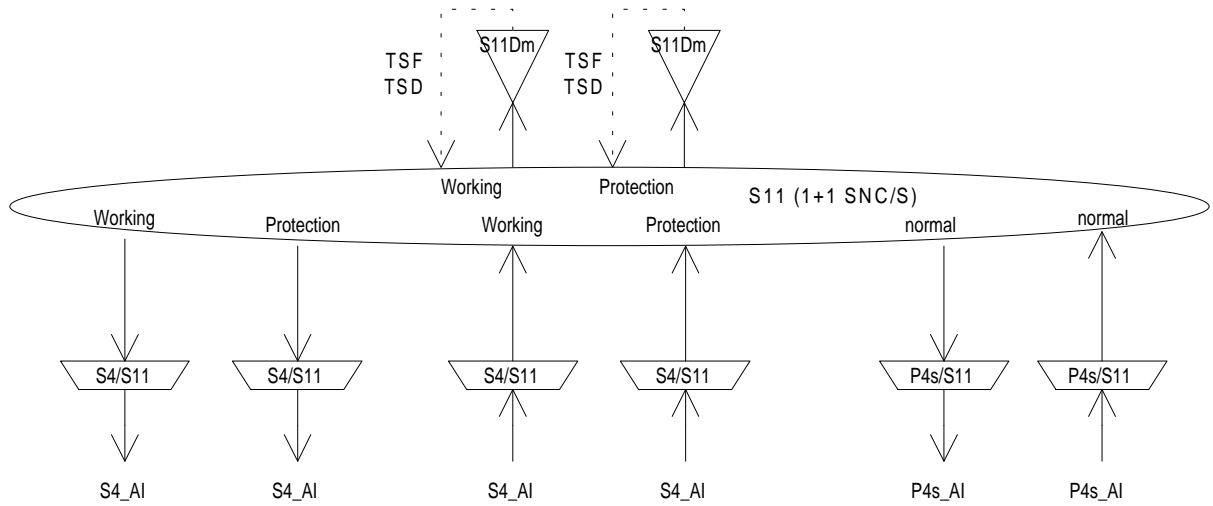 S11Dm S11Dm
TSF TSF
TSD TSD
Working Protection S11 (1+1 SNC/S)
Working Protection Working Protection normal normal
S4/S11 S4/S11 S4/S11 S4/S11 P4s/S11 P4s/S11
S4_AI S4_AI S4_AI S4_AI P4s_AI P4s_AI